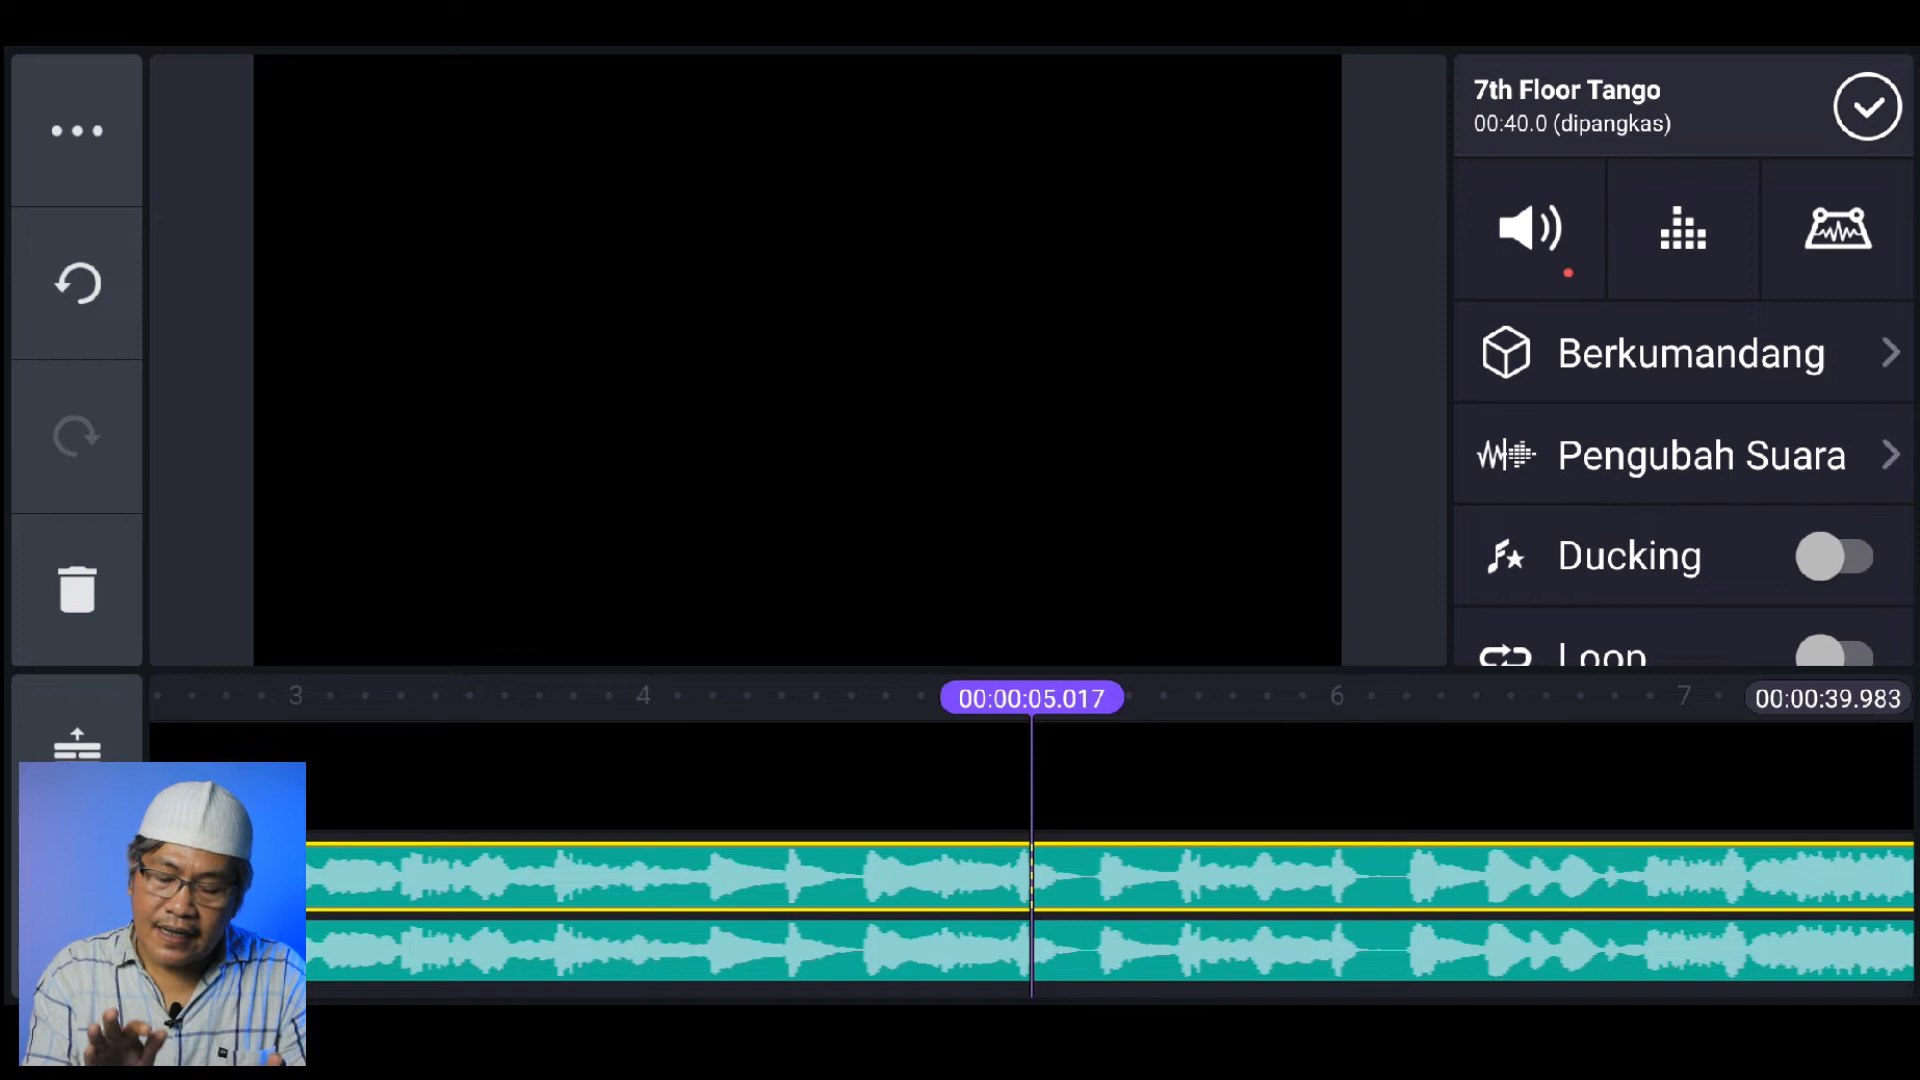 7th Floor Tango
00:40.0 (dipangkas)
Berkumandang
Pengubah Suara
Ducking
Loop
3 4 00:00:05.017 6 7 00:00:39.983